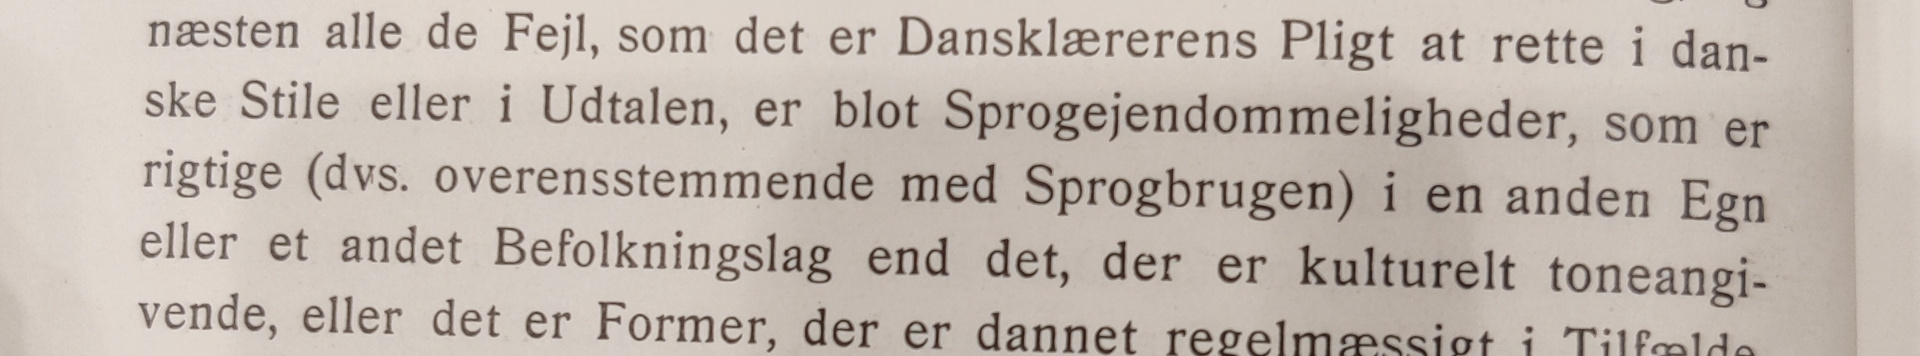 næsten alle de Fejl, som det er Dansklærerens Pligt at rette i dan-
ske Stile eller i Udtalen, er blot Sprogejendommeligheder, som er
rigtige (dvs. overensstemmende med Sprogbrugen) i en anden Egn
eller et andet Befolkningslag end det, der er kulturelt toneangi-
vende, eller det er Former, der er dannet regelmæssigt i Tilfælde